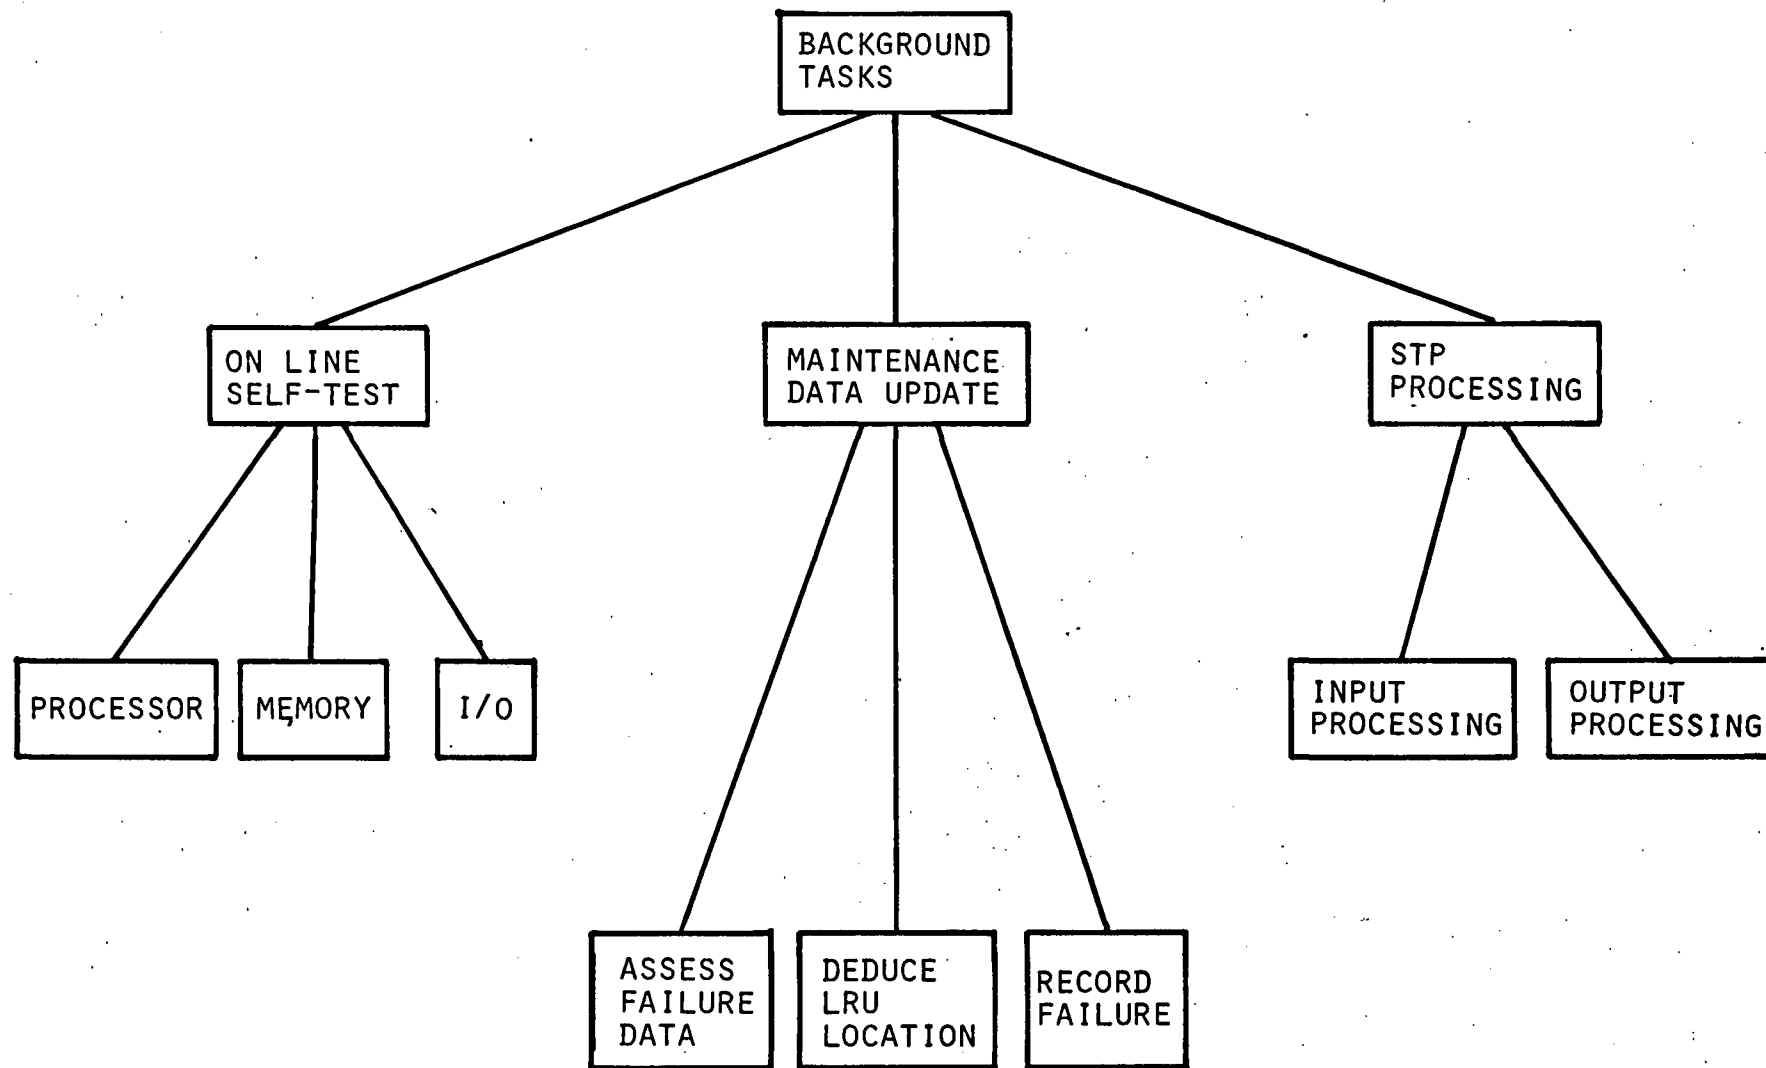 BACKGROUND
TASKS
ON LINE
SELF-TEST
MAINTENANCE
DATA UPDATE
STP
PROCESSING
PROCESSOR
MEMORY
I/O
INPUT
PROCESSING
OUTPUT
PROCESSING
ASSESS
FAILURE
DATA
DEDUCE
LRU
LOCATION
RECORD
FAILURE